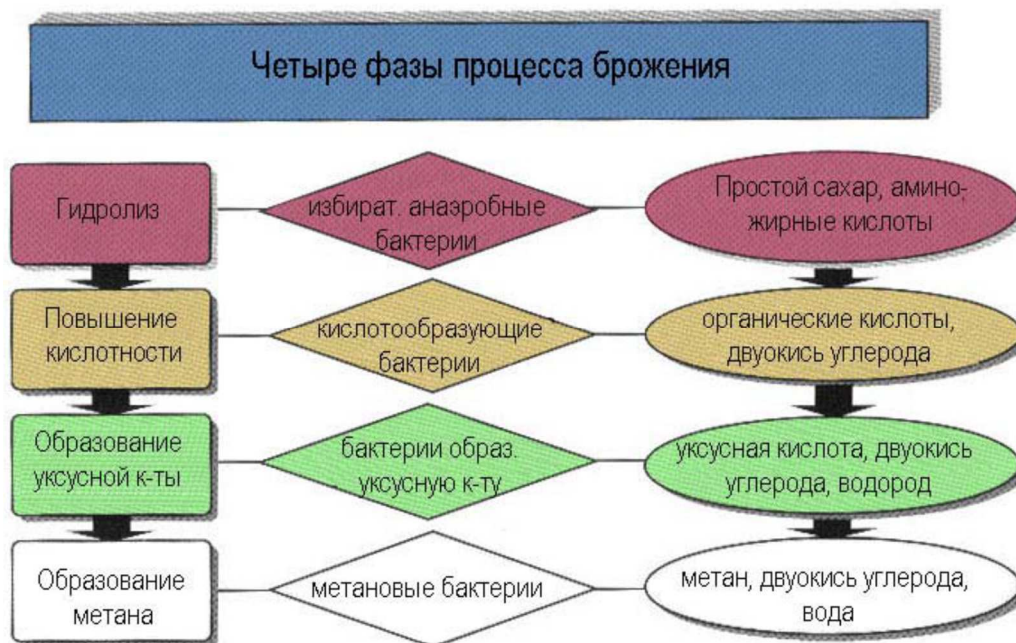 Четыре фазы процесса брожения
Гидролиз
избират. анаэробные
бактерии
Простой сахар, амино-,
жирные кислоты
Повышение
кислотности
кислотообразующие
бактерии
органические кислоты,
двуокись углерода
Образование
уксусной к-ты
бактерии образ.
уксусную к-ту
уксусная кислота, двуокись
углерода, водород
Образование
метана
метановые бактерии
метан, двуокись углерода,
вода